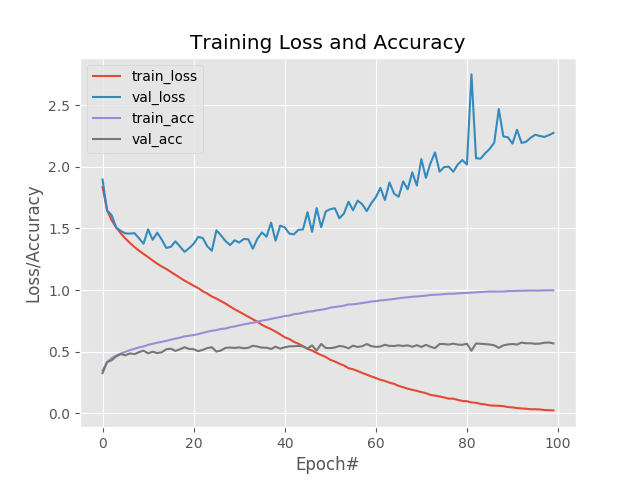 Training Loss and Accuracy
train_loss
val_loss
train_acc
val_acc
2.5
2.0
1.5
1.0
0.5
0.0
Loss/Accuracy
0 20 40 60 80 100
Epoch#